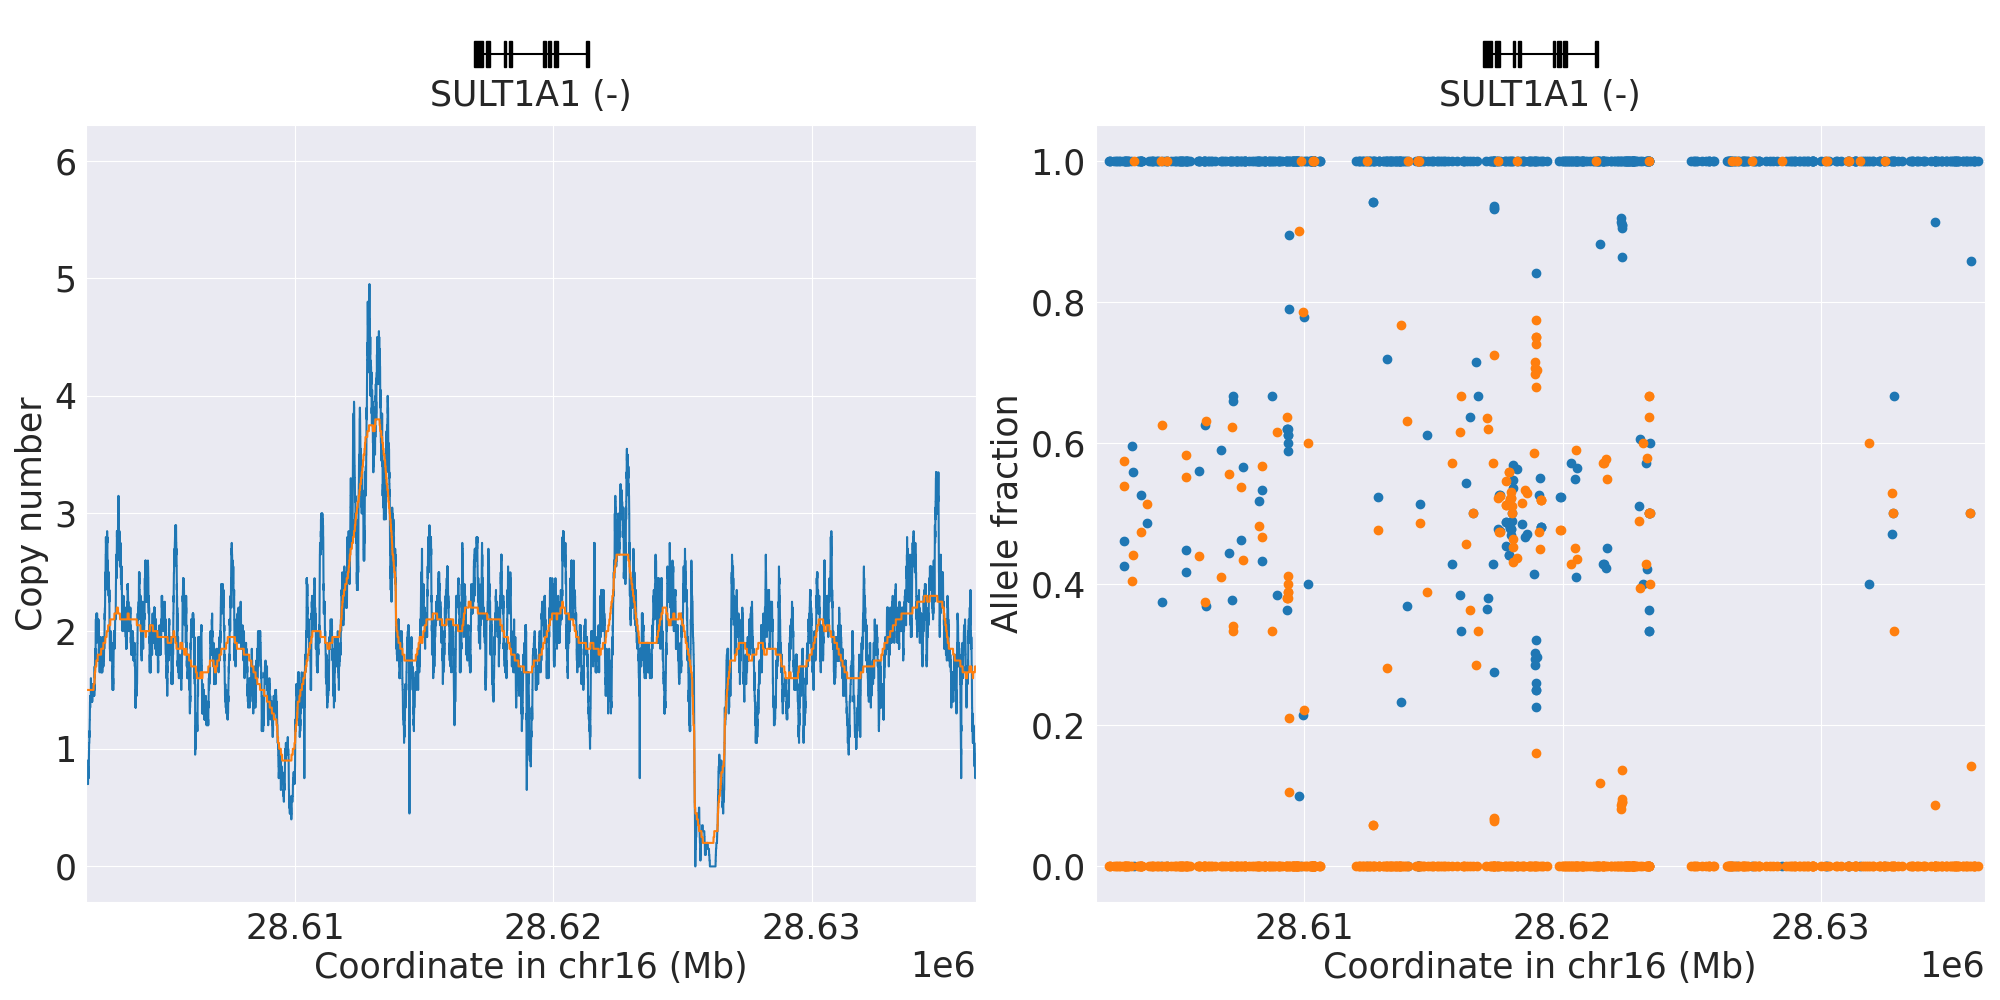 SULT1A1 (-)
Copy number
6
5
4
3
2
1
0
28.61
28.62
28.63
Coordinate in chr16 (Mb)
1e6
SULT1A1 (-)
Allele fraction
1.0
0.8
0.6
0.4
0.2
0.0
28.61
28.62
28.63
Coordinate in chr16 (Mb)
1e6